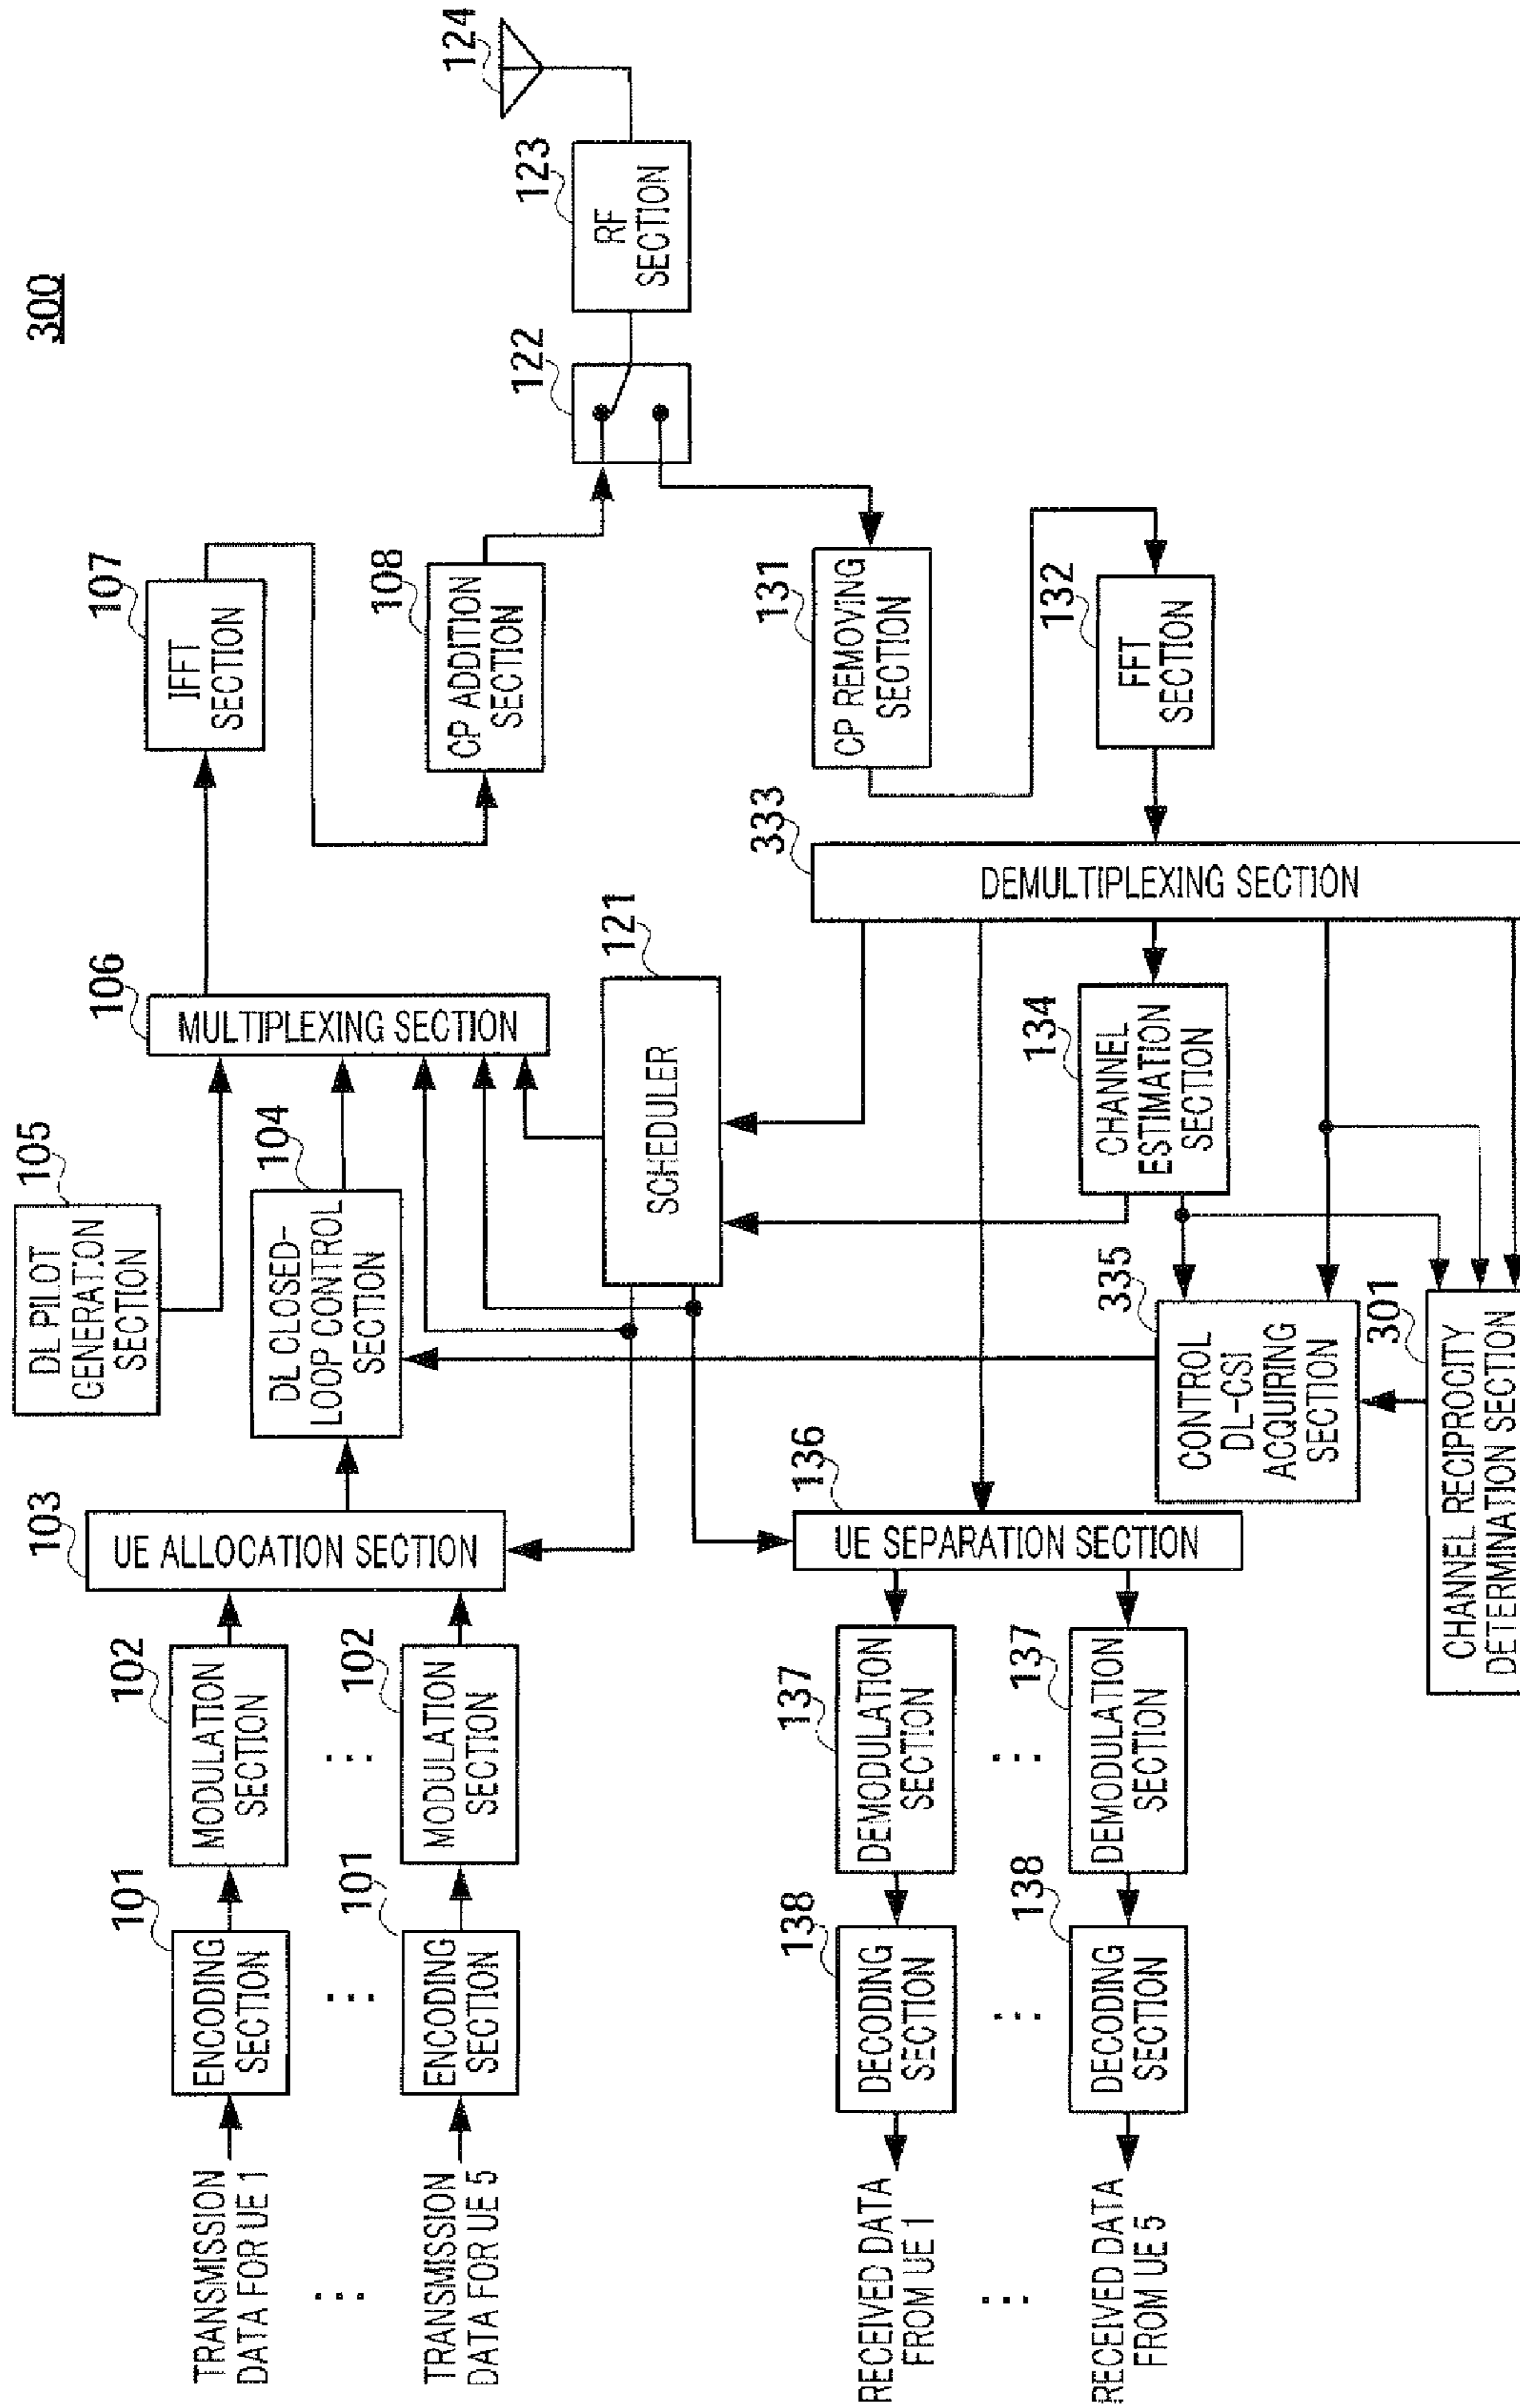 300
TRANSMISSION
DATA FOR UE 1
TRANSMISSION
DATA FOR UE 5
101
ENCODING
SECTION
101
ENCODING
SECTION
102
MODULATION
SECTION
102
MODULATION
SECTION
103
UE ALLOCATION SECTION
104
DL CLOSED-
LOOP CONTROL
SECTION
105
DL PILOT
GENERATION
SECTION
106
MULTIPLEXING SECTION
107
IFFT
SECTION
108
CP ADDITION
SECTION
121
SCHEDULER
122
123
RF
SECTION
124
131
CP REMOVING
SECTION
132
FFT
SECTION
333
DEMULTIPLEXING SECTION
134
CHANNEL
ESTIMATION
SECTION
335
CONTROL
DL-CSI
ACQUIRING
SECTION
301
CHANNEL RECIPROCITY
DETERMINATION SECTION
136
UE SEPARATION SECTION
137
DEMODULATION
SECTION
137
DEMODULATION
SECTION
138
DECODING
SECTION
138
DECODING
SECTION
RECEIVED DATA
FROM UE 1
RECEIVED DATA
FROM UE 5